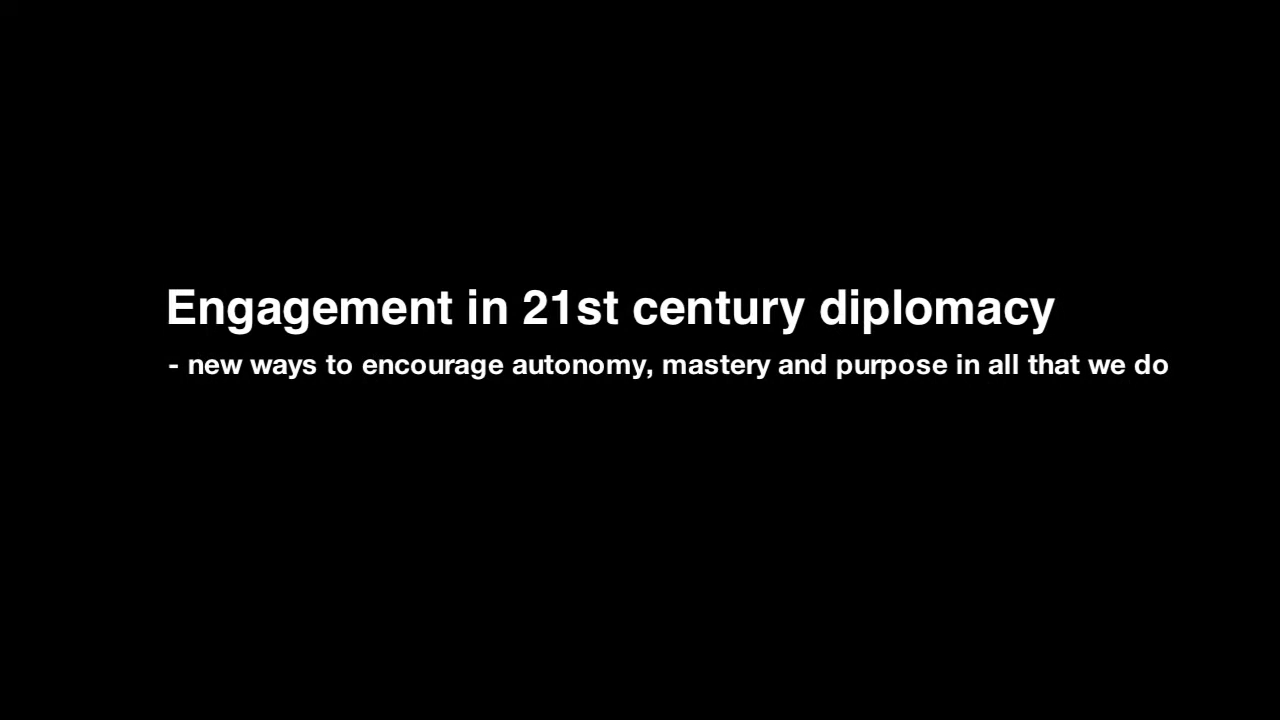 Engagement in 21st century diplomacy
- new ways to encourage autonomy, mastery and purpose in all that we do